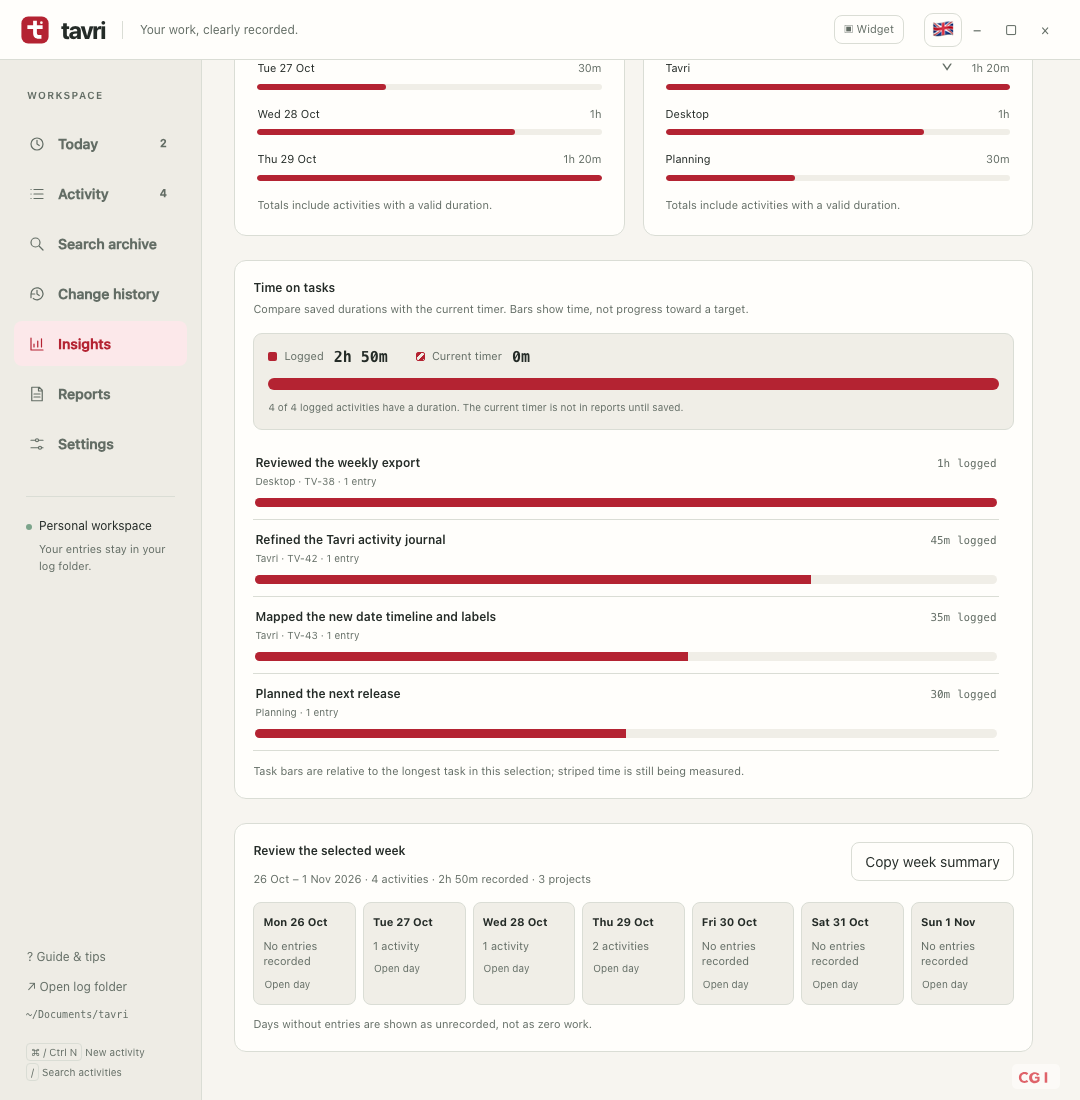 tavri
Your work, clearly recorded.
Widget
WORKSPACE
Today 2
Activity 4
Search archive
Change history
Insights
Reports
Settings
Personal workspace
Your entries stay in your
log folder.
? Guide & tips
↗ Open log folder
~/Documents/tavri
⌘ / Ctrl N New activity
/ Search activities
Tue 27 Oct 30m
Wed 28 Oct 1h
Thu 29 Oct 1h 20m
Totals include activities with a valid duration.
Tavri 1h 20m
Desktop 1h
Planning 30m
Totals include activities with a valid duration.
Time on tasks
Compare saved durations with the current timer. Bars show time, not progress toward a target.
Logged 2h 50m Current timer 0m
4 of 4 logged activities have a duration. The current timer is not in reports until saved.
Reviewed the weekly export 1h logged
Desktop · TV-38 · 1 entry
Refined the Tavri activity journal 45m logged
Tavri · TV-42 · 1 entry
Mapped the new date timeline and labels 35m logged
Tavri · TV-43 · 1 entry
Planned the next release 30m logged
Planning · 1 entry
Task bars are relative to the longest task in this selection; striped time is still being measured.
Review the selected week
Copy week summary
26 Oct – 1 Nov 2026 · 4 activities · 2h 50m recorded · 3 projects
Mon 26 Oct
No entries
recorded
Open day
Tue 27 Oct
1 activity
Open day
Wed 28 Oct
1 activity
Open day
Thu 29 Oct
2 activities
Open day
Fri 30 Oct
No entries
recorded
Open day
Sat 31 Oct
No entries
recorded
Open day
Sun 1 Nov
No entries
recorded
Open day
Days without entries are shown as unrecorded, not as zero work.
CGI